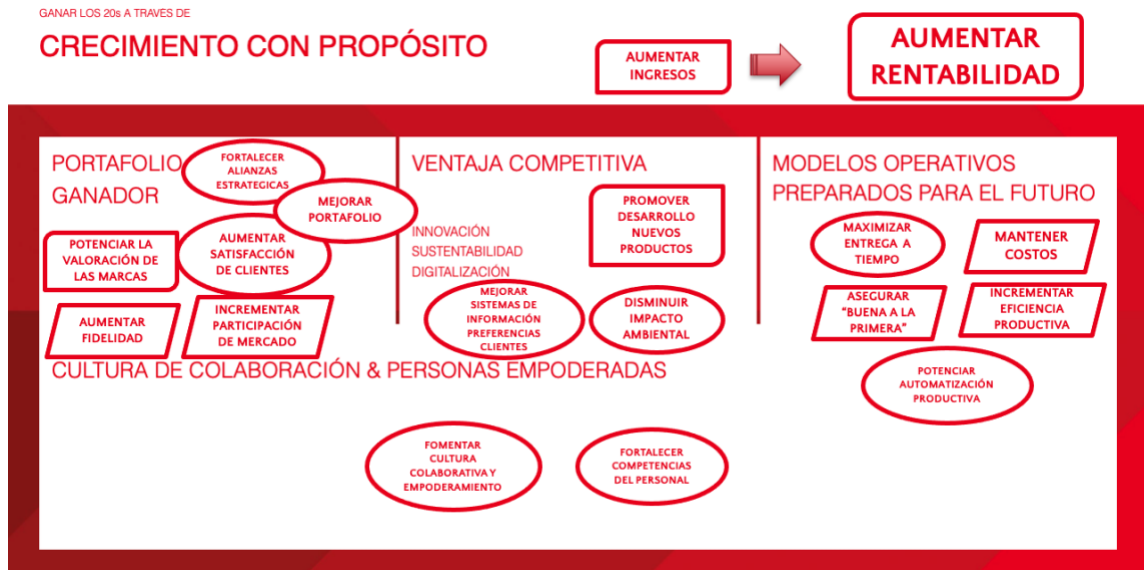 GANAR LOS 20s A TRAVES DE
CRECIMIENTO CON PROPÓSITO
AUMENTAR
INGRESOS
AUMENTAR
RENTABILIDAD
PORTAFOLIO
GANADOR
FORTALECER
ALIANZAS
ESTRATEGICAS
MEJORAR
PORTAFOLIO
POTENCIAR LA
VALORACIÓN DE
LAS MARCAS
AUMENTAR
SATISFACCIÓN
DE CLIENTES
AUMENTAR
FIDELIDAD
INCREMENTAR
PARTICIPACIÓN
DE MERCADO
VENTAJA COMPETITIVA
INNOVACIÓN
SUSTENTABILIDAD
DIGITALIZACIÓN
PROMOVER
DESARROLLO
NUEVOS
PRODUCTOS
MEJORAR
SISTEMAS DE
INFORMACIÓN
PREFERENCIAS
CLIENTES
DISMINUIR
IMPACTO
AMBIENTAL
MODELOS OPERATIVOS
PREPARADOS PARA EL FUTURO
MAXIMIZAR
ENTREGA A
TIEMPO
MANTENER
COSTOS
ASEGURAR
“BUENA A LA
PRIMERA”
INCREMENTAR
EFICIENCIA
PRODUCTIVA
POTENCIAR
AUTOMATIZACIÓN
PRODUCTIVA
CULTURA DE COLABORACIÓN & PERSONAS EMPODERADAS
FOMENTAR
CULTURA
COLABORATIVA Y
EMPODERAMIENTO
FORTALECER
COMPETENCIAS
DEL PERSONAL